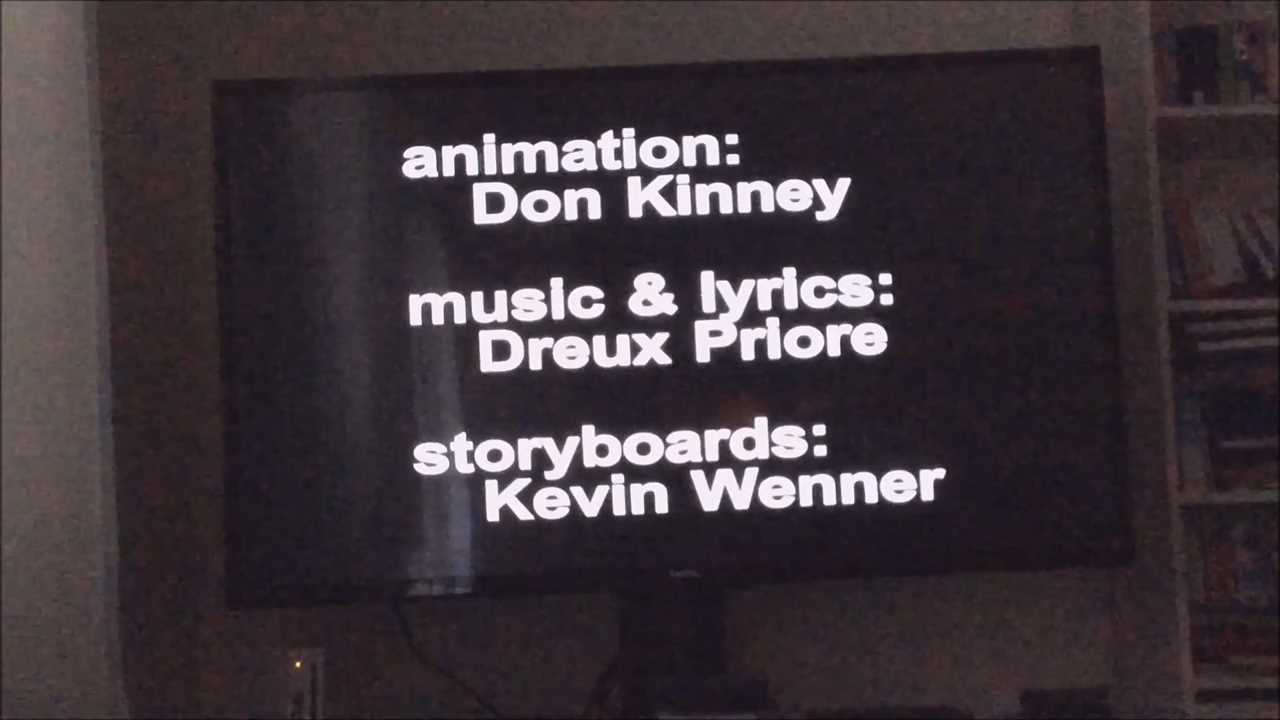 animation:
Don Kinney
music & lyrics:
Dreux Priore
storyboards:
Kevin Wenner